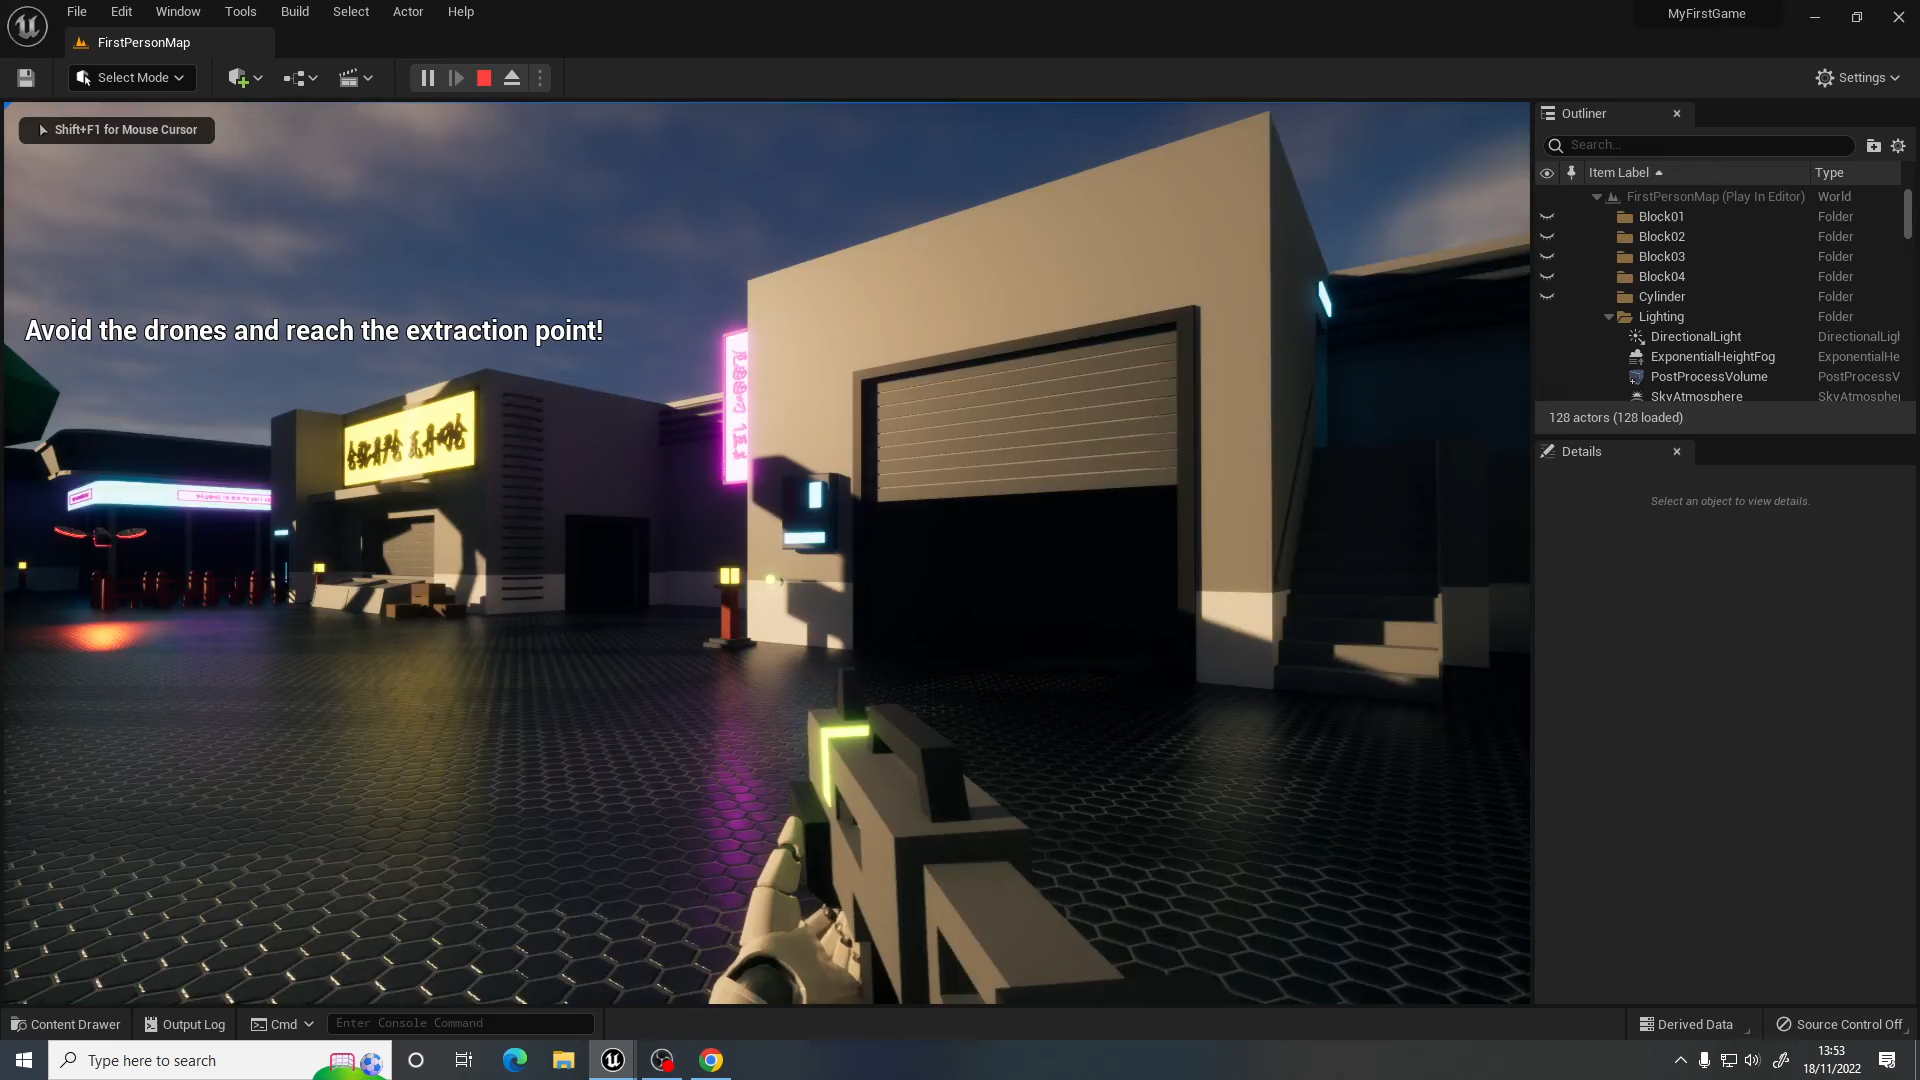 File Edit Window Tools Build Select Actor Help
MyFirstGame
FirstPersonMap
Select Mode
Settings
Shift+F1 for Mouse Cursor
Avoid the drones and reach the extraction point!
Outliner
Search...
Item Label Type
FirstPersonMap (Play In Editor) World
Block01 Folder
Block02 Folder
Block03 Folder
Block04 Folder
Cylinder Folder
Lighting Folder
DirectionalLight DirectionalLigl
ExponentialHeightFog ExponentialHe
PostProcessVolume PostProcessV
SkyAtmosphere SkyAtmospher
128 actors (128 loaded)
Details
Select an object to view details.
Content Drawer Output Log Cmd Enter Console Command Derived Data Source Control Off
Type here to search
13:53
18/11/2022